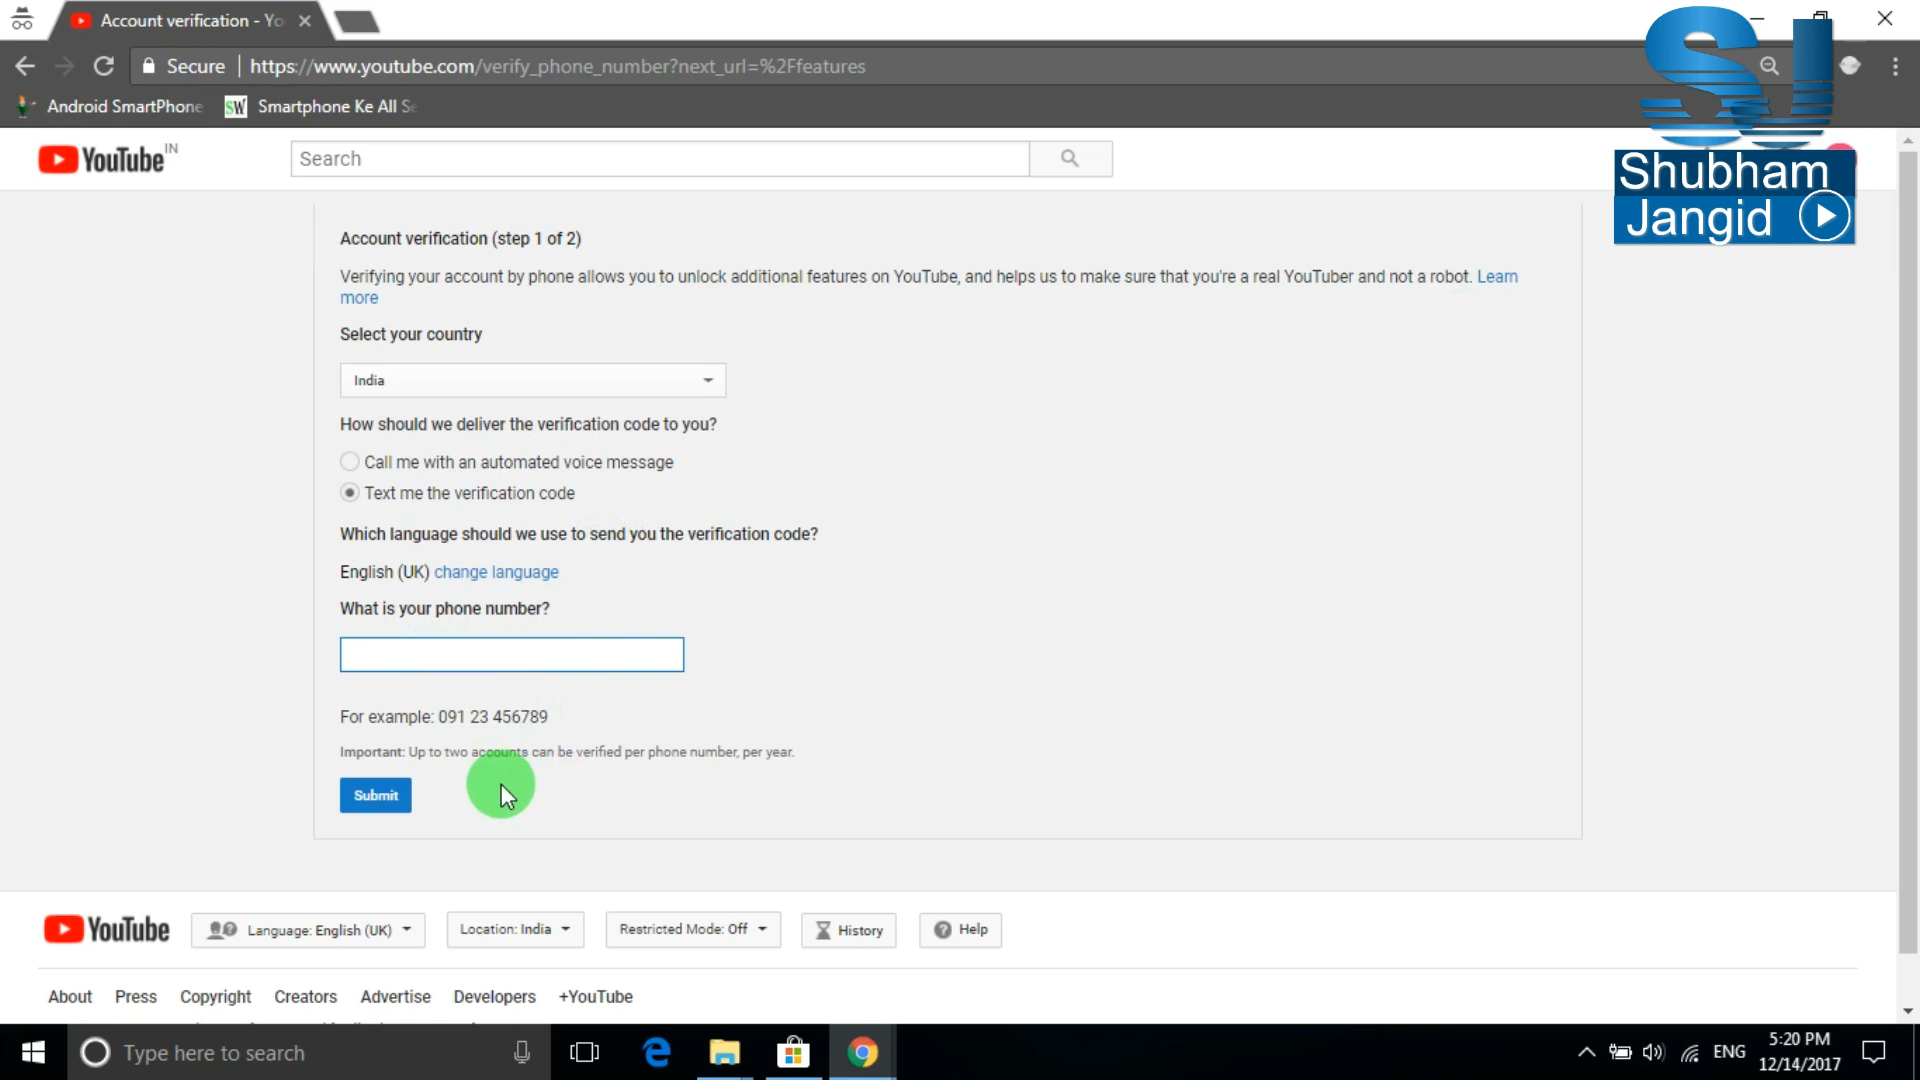 Account verification - Yo
Secure
https://www.youtube.com/verify_phone_number?next_url=%2Ffeatures
Android SmartPhone
SW
Smartphone Ke All Se
SJ
Shubham
Jangid
YouTube IN
Search
Account verification (step 1 of 2)
Verifying your account by phone allows you to unlock additional features on YouTube, and helps us to make sure that you're a real YouTuber and not a robot. Learn
more
Select your country
India
How should we deliver the verification code to you?
Call me with an automated voice message
Text me the verification code
Which language should we use to send you the verification code?
English (UK) change language
What is your phone number?
For example: 091 23 456789
Important: Up to two accounts can be verified per phone number, per year.
Submit
YouTube
Language: English (UK)
Location: India
Restricted Mode: Off
History
Help
About Press Copyright Creators Advertise Developers +YouTube
Type here to search
ENG
5:20 PM
12/14/2017